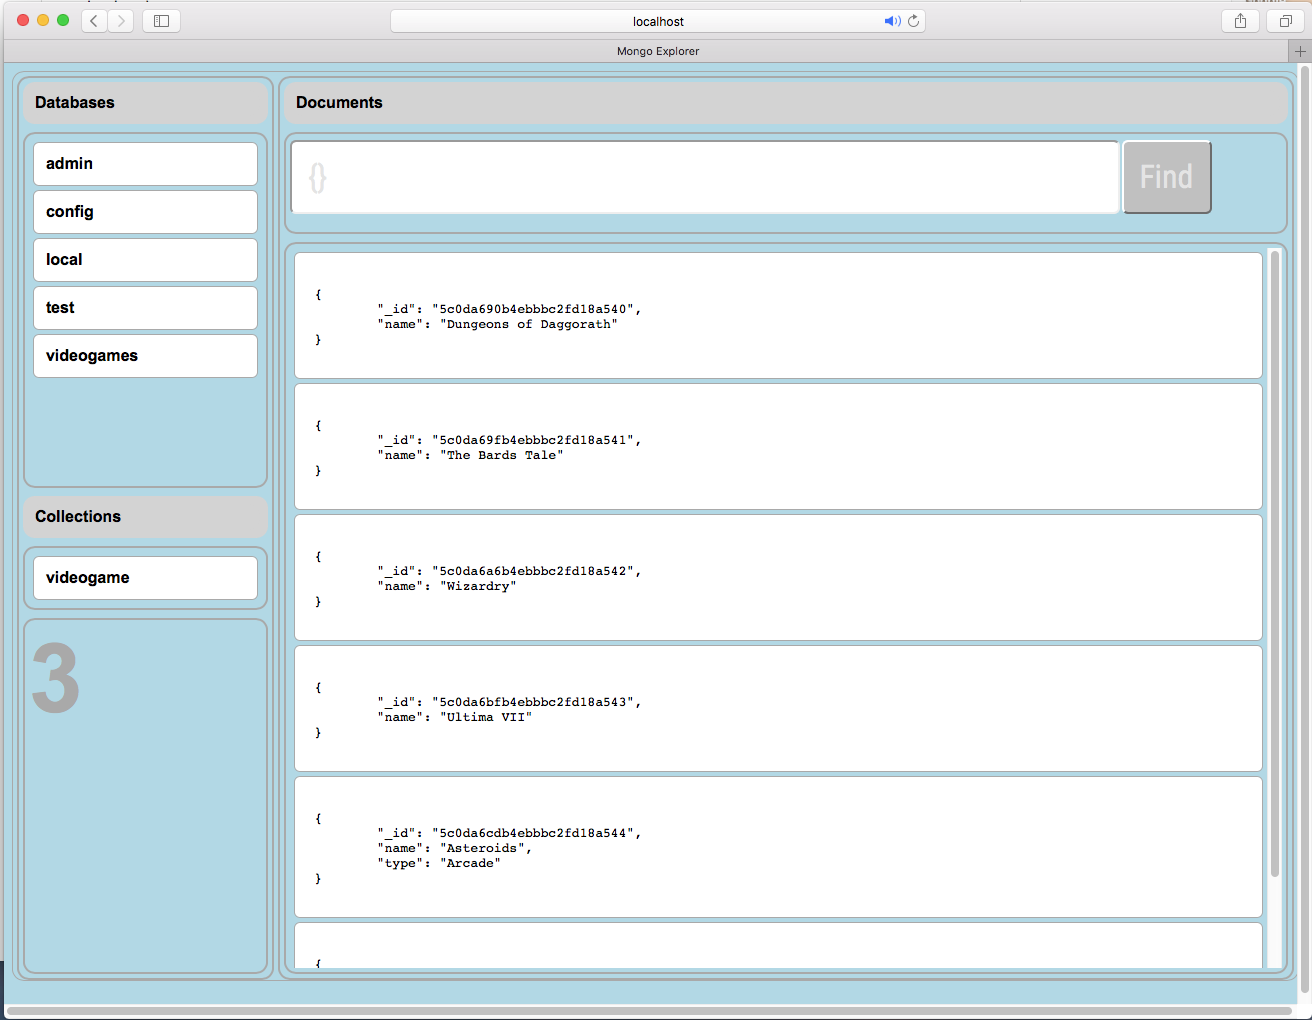 localhost
Mongo Explorer
Databases
admin
config
local
test
videogames
Collections
videogame
3
Documents
{}
Find
{
"_id": "5c0da690b4ebbbc2fd18a540",
"name": "Dungeons of Daggorath"
}
{
"_id": "5c0da69fb4ebbbc2fd18a541",
"name": "The Bards Tale"
}
{
"_id": "5c0da6a6b4ebbbc2fd18a542",
"name": "Wizardry"
}
{
"_id": "5c0da6bfb4ebbbc2fd18a543",
"name": "Ultima VII"
}
{
"_id": "5c0da6cdb4ebbbc2fd18a544",
"name": "Asteroids",
"type": "Arcade"
}
{